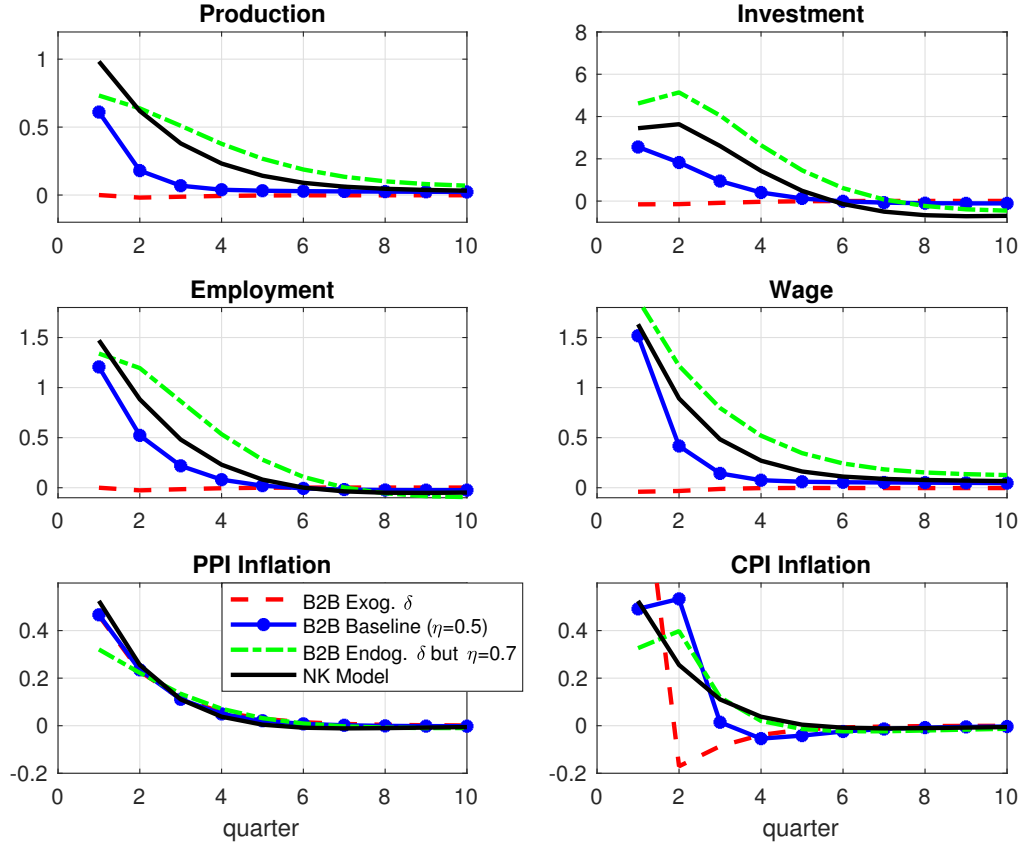 Production
1
0.5
0
0 2 4 6 8 10
Investment
8
6
4
2
0
0 2 4 6 8 10
Employment
1.5
1
0.5
0
0 2 4 6 8 10
Wage
1.5
1
0.5
0
0 2 4 6 8 10
PPI Inflation
0.4
0.2
0
-0.2
0 2 4 6 8 10
quarter
B2B Exog. δ
B2B Baseline (η=0.5)
B2B Endog. δ but η=0.7
NK Model
CPI Inflation
0.4
0.2
0
-0.2
0 2 4 6 8 10
quarter